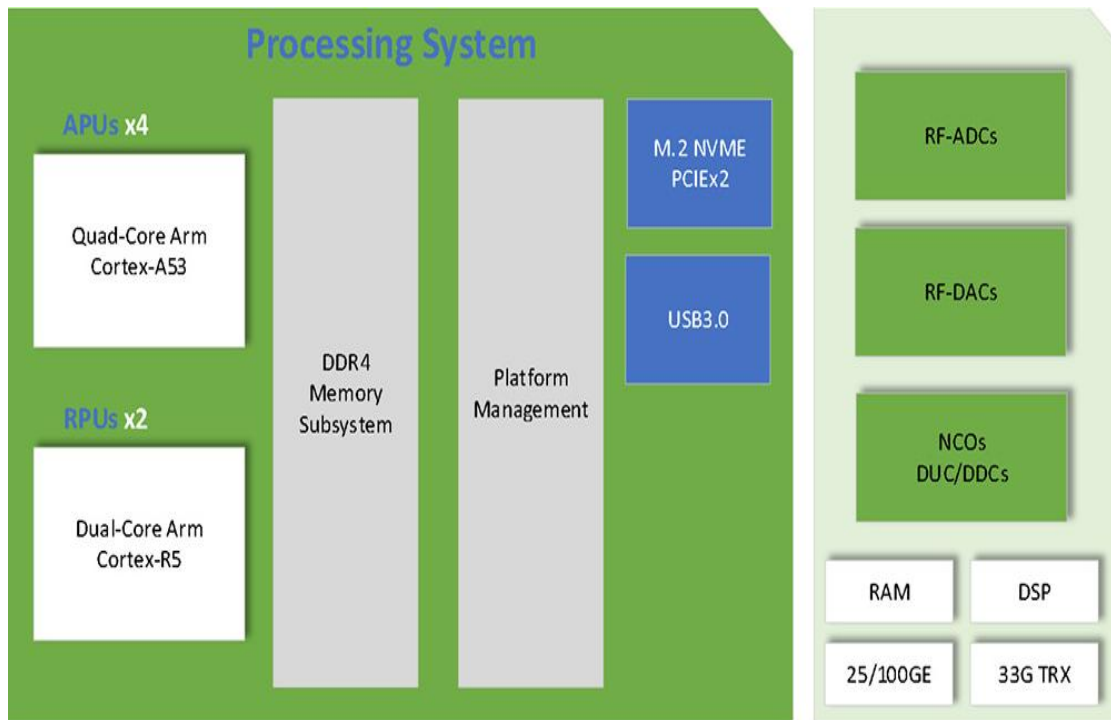 Processing System
APUs x4
Quad-Core Arm
Cortex-A53
RPUs x2
Dual-Core Arm
Cortex-R5
DDR4
Memory
Subsystem
Platform
Management
M.2 NVME
PCIEx2
USB3.0
RF-ADCs
RF-DACs
NCOs
DUC/DDCs
RAM
DSP
25/100GE
33G TRX